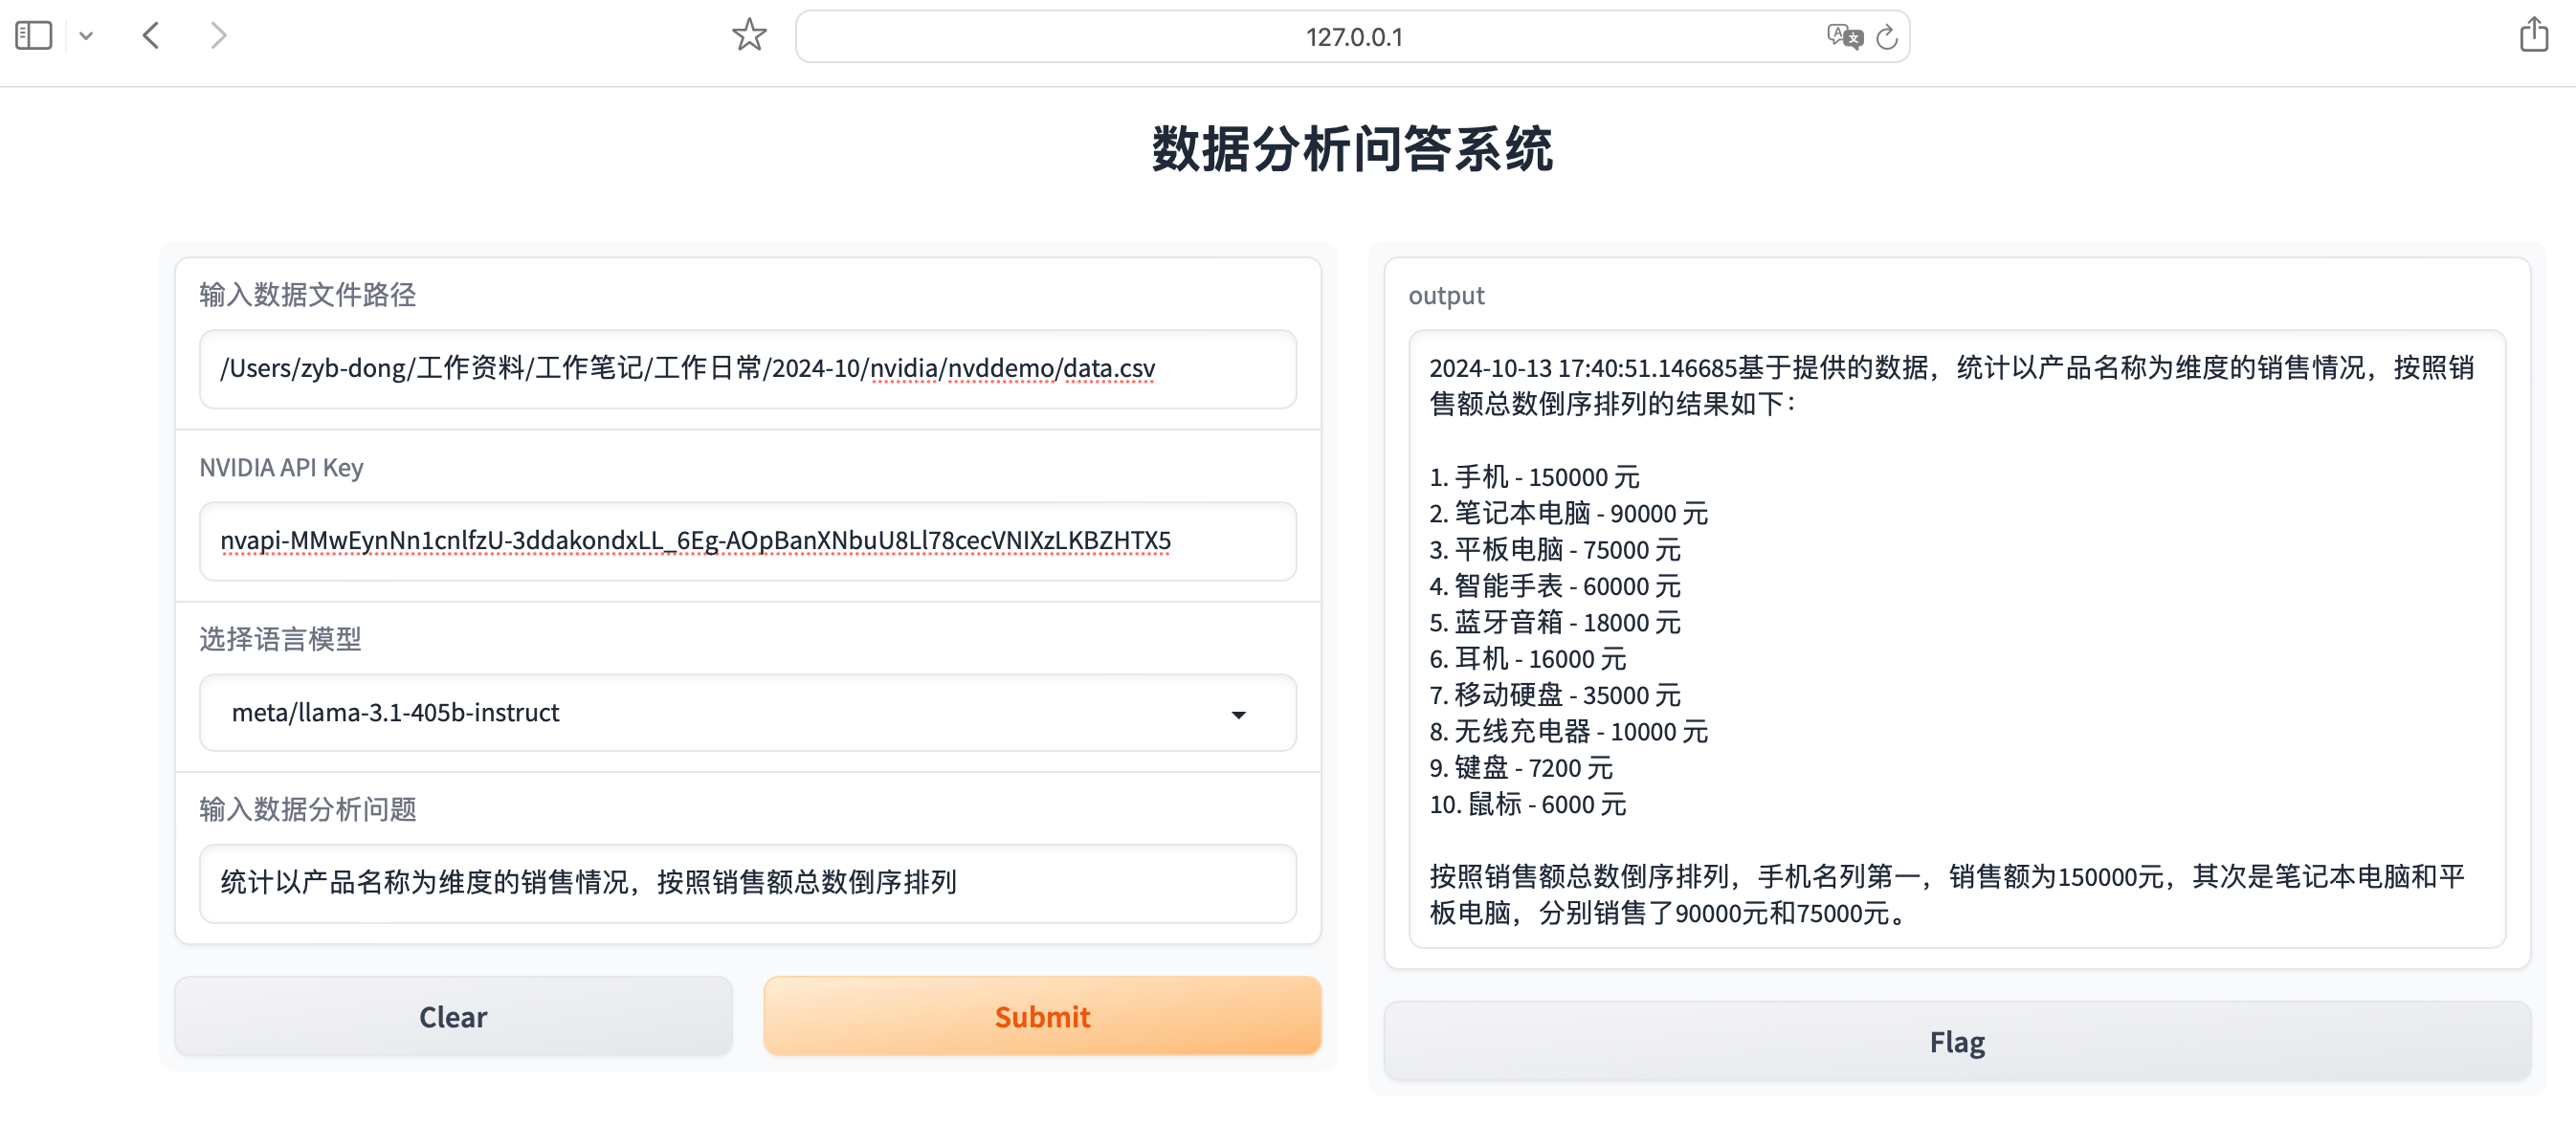 127.0.0.1
数据分析问答系统
输入数据文件路径
/Users/zyb-dong/工作资料/工作笔记/工作日常/2024-10/nvidia/nvddemo/data.csv
NVIDIA API Key
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
选择语言模型
meta/llama-3.1-405b-instruct
输入数据分析问题
统计以产品名称为维度的销售情况，按照销售额总数倒序排列
Clear
Submit
output
2024-10-13 17:40:51.146685基于提供的数据，统计以产品名称为维度的销售情况，按照销
售额总数倒序排列的结果如下：
1. 手机 - 150000 元
2. 笔记本电脑 - 90000 元
3. 平板电脑 - 75000 元
4. 智能手表 - 60000 元
5. 蓝牙音箱 - 18000 元
6. 耳机 - 16000 元
7. 移动硬盘 - 35000 元
8. 无线充电器 - 10000 元
9. 键盘 - 7200 元
10. 鼠标 - 6000 元
按照销售额总数倒序排列，手机名列第一，销售额为150000元，其次是笔记本电脑和平
板电脑，分别销售了90000元和75000元。
Flag